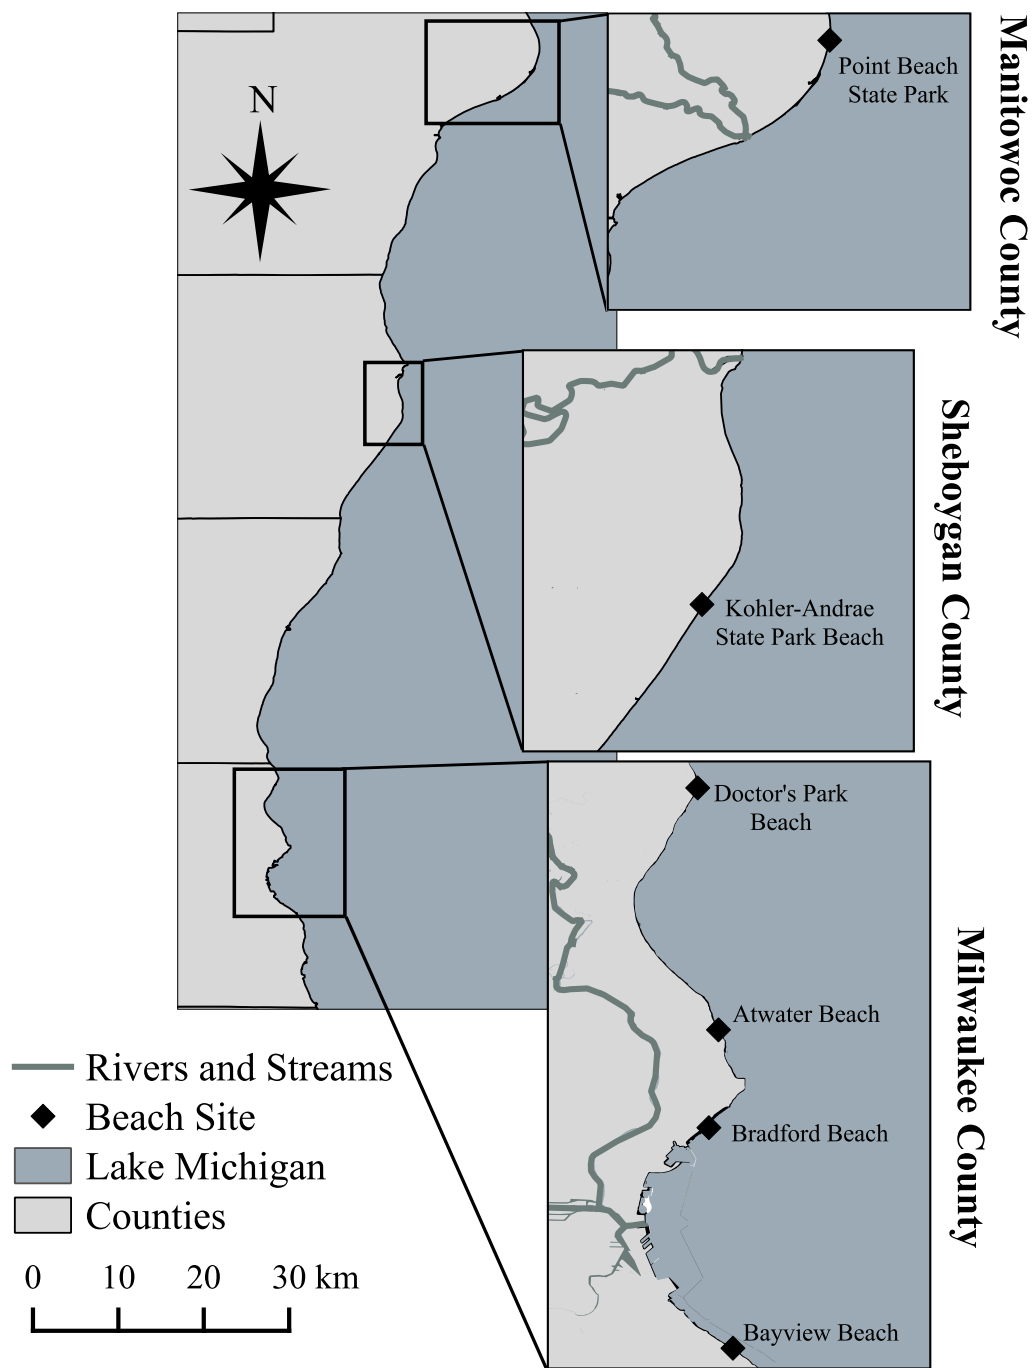 N
Point Beach
State Park
Manitowoc County
Kohler-Andrae
State Park Beach
Sheboygan County
Doctor's Park
Beach
Atwater Beach
Bradford Beach
Bayview Beach
Milwaukee County
Rivers and Streams
Beach Site
Lake Michigan
Counties
0 10 20 30 km